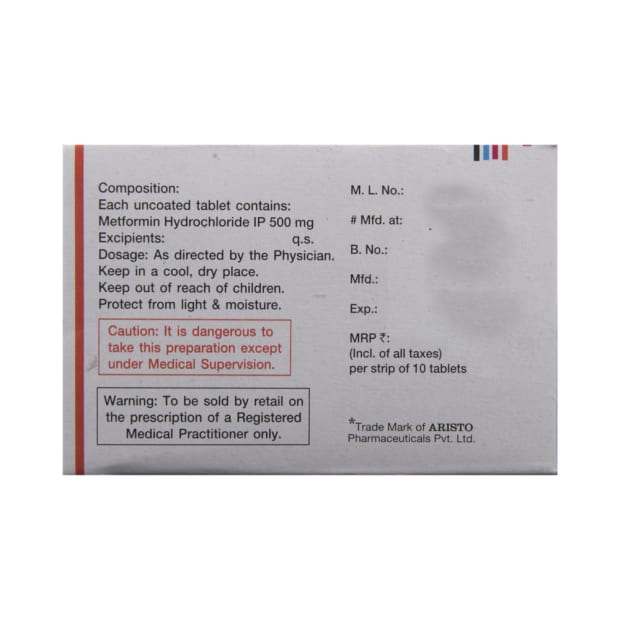 Composition:
Each uncoated tablet contains:
Metformin Hydrochloride IP 500 mg
Excipients: q.s.
Dosage: As directed by the Physician.
Keep in a cool, dry place.
Keep out of reach of children.
Protect from light & moisture.
Caution: It is dangerous to
take this preparation except
under Medical Supervision.
Warning: To be sold by retail on
the prescription of a Registered
Medical Practitioner only.
M. L. No.:
# Mfd. at:
B. No.:
Mfd.:
Exp.:
MRP ₹:
(Incl. of all taxes)
per strip of 10 tablets
*Trade Mark of ARISTO
Pharmaceuticals Pvt. Ltd.